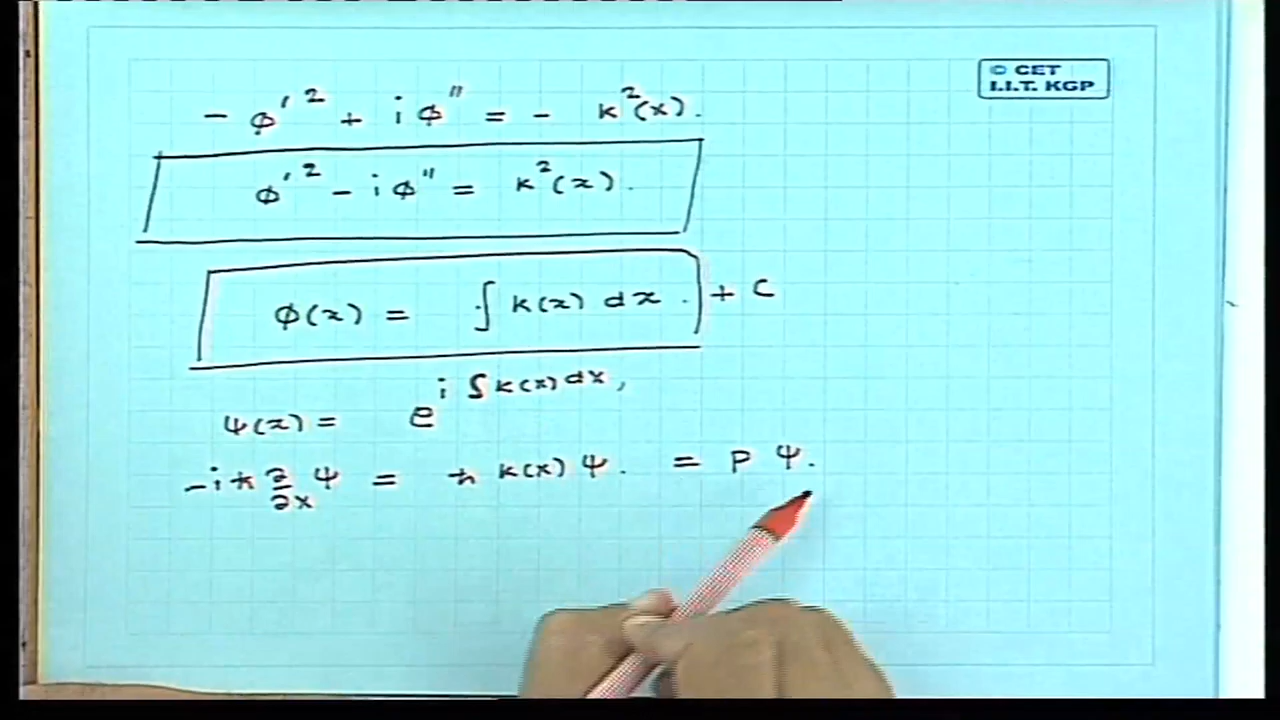 © CET
I.I.T. KGP
- ϕ'² + i ϕ'' = - k²(x).
ϕ'² - i ϕ'' = k²(x).
ϕ(x) = ∫ k(x) dx . + C
ψ(x) = e^{i ∫ k(x) dx},
-iħ ∂/∂x ψ = ħ k(x) ψ. = P ψ.